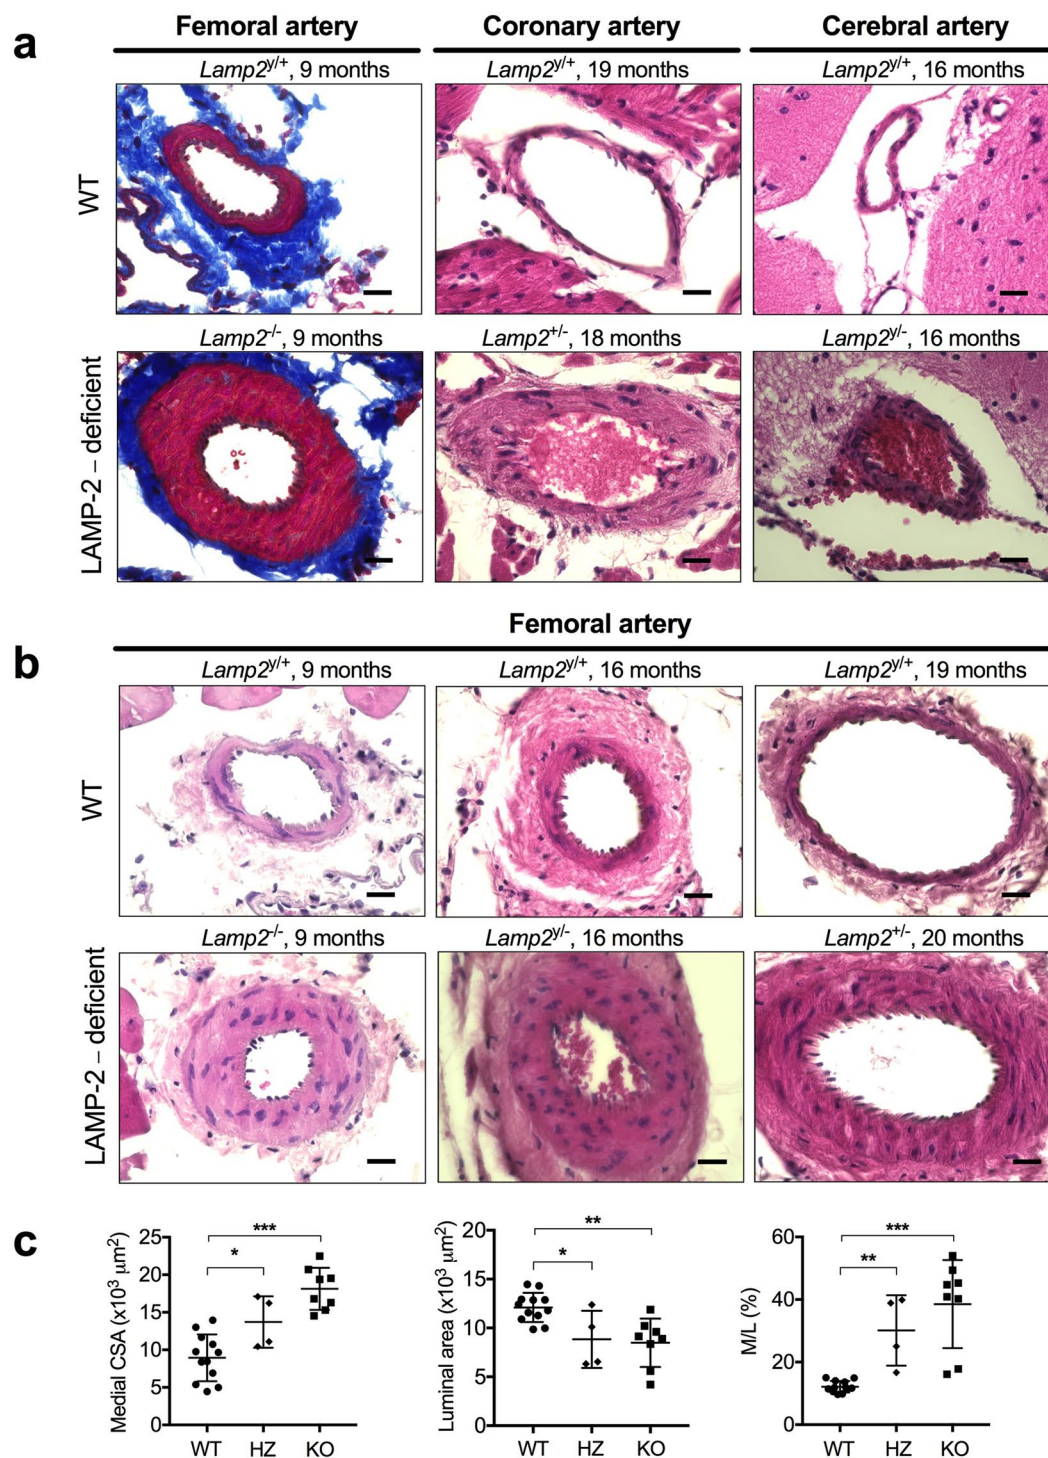 a
Femoral artery Coronary artery Cerebral artery
Lamp2y/+, 9 months Lamp2y/+, 19 months Lamp2y/+, 16 months
WT
Lamp2-/-, 9 months Lamp2+/-, 18 months Lamp2y/-, 16 months
LAMP-2 – deficient
b
Femoral artery
Lamp2y/+, 9 months Lamp2y/+, 16 months Lamp2y/+, 19 months
WT
Lamp2-/-, 9 months Lamp2y/-, 16 months Lamp2+/-, 20 months
LAMP-2 – deficient
c
Medial CSA (x10³ μm²)
25
20
15
10
5
0
***
*
WT HZ KO
Luminal area (x10³ μm²)
20
15
10
5
0
**
*
WT HZ KO
M/L (%)
60
40
20
0
***
**
WT HZ KO